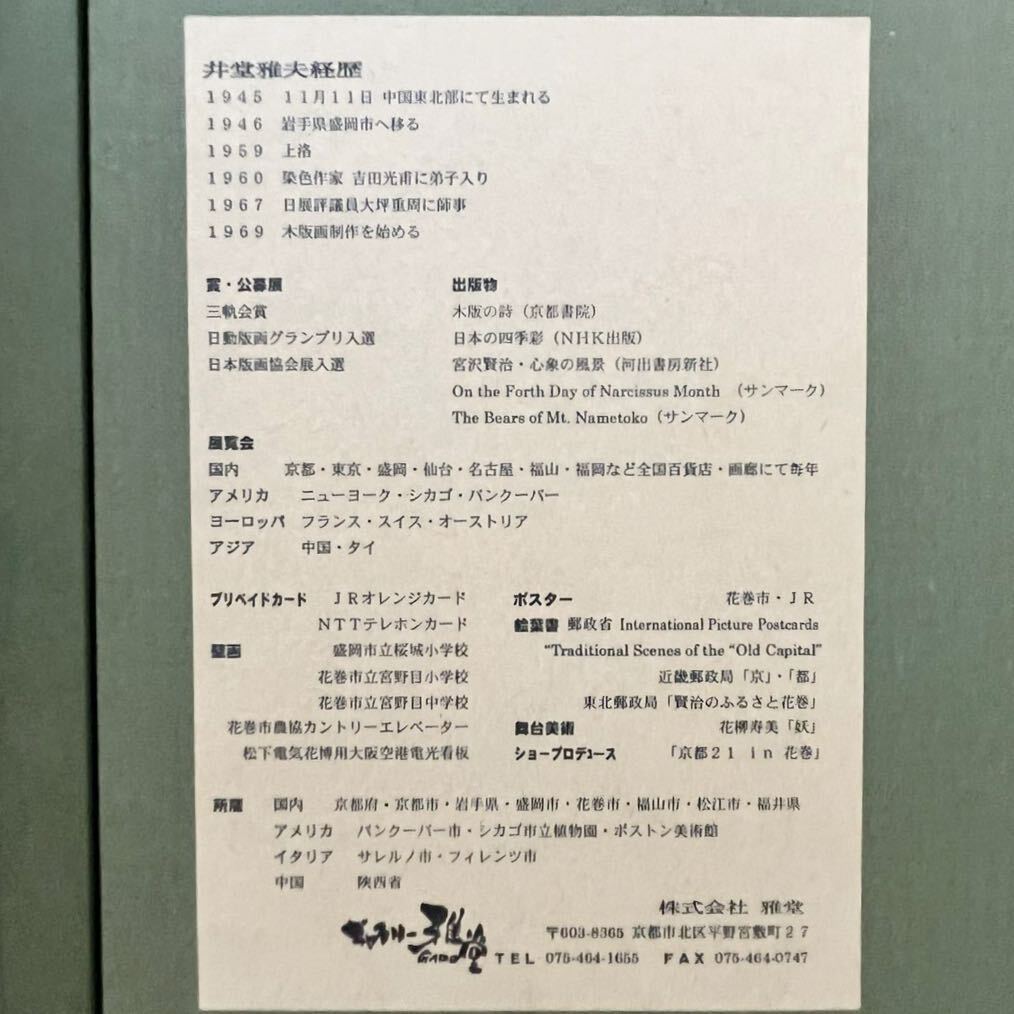 井堂雅夫経歴
１９４５　１１月１１日 中国東北部にて生まれる
１９４６　岩手県盛岡市へ移る
１９５９　上洛
１９６０　染色作家 吉田光甫に弟子入り
１９６７　日展評議員大坪重周に師事
１９６９　木版画制作を始める
賞・公募展
三軌会賞
日動版画グランプリ入選
日本版画協会展入選
出版物
木版の詩（京都書院）
日本の四季彩（ＮＨＫ出版）
宮沢賢治・心象の風景（河出書房新社）
On the Forth Day of Narcissus Month （サンマーク）
The Bears of Mt. Nametoko（サンマーク）
展覧会
国内　京都・東京・盛岡・仙台・名古屋・福山・福岡など全国百貨店・画廊にて毎年
アメリカ　ニューヨーク・シカゴ・バンクーバー
ヨーロッパ　フランス・スイス・オーストリア
アジア　中国・タイ
プリペイドカード　ＪＲオレンジカード
ＮＴＴテレホンカード
壁画　盛岡市立桜城小学校
花巻市立宮野目小学校
花巻市立宮野目中学校
花巻市農協カントリーエレベーター
松下電気花博用大阪空港電光看板
ポスター　花巻市・ＪＲ
絵葉書　郵政省 International Picture Postcards
“Traditional Scenes of the “Old Capital”
近畿郵政局「京」・「都」
東北郵政局「賢治のふるさと花巻」
舞台美術　花柳寿美「妖」
ショープロデュース　「京都２１ ｉｎ 花巻」
所蔵　国内　京都府・京都市・岩手県・盛岡市・花巻市・福山市・松江市・福井県
アメリカ　バンクーバー市・シカゴ市立植物園・ボストン美術館
イタリア　サレルノ市・フィレンツ市
中国　陜西省
株式会社 雅堂
ギャラリー雅堂
GADO
〒603-8365 京都市北区平野宮敷町２７
ＴＥＬ 075-464-1655　ＦＡＸ 075-464-0747